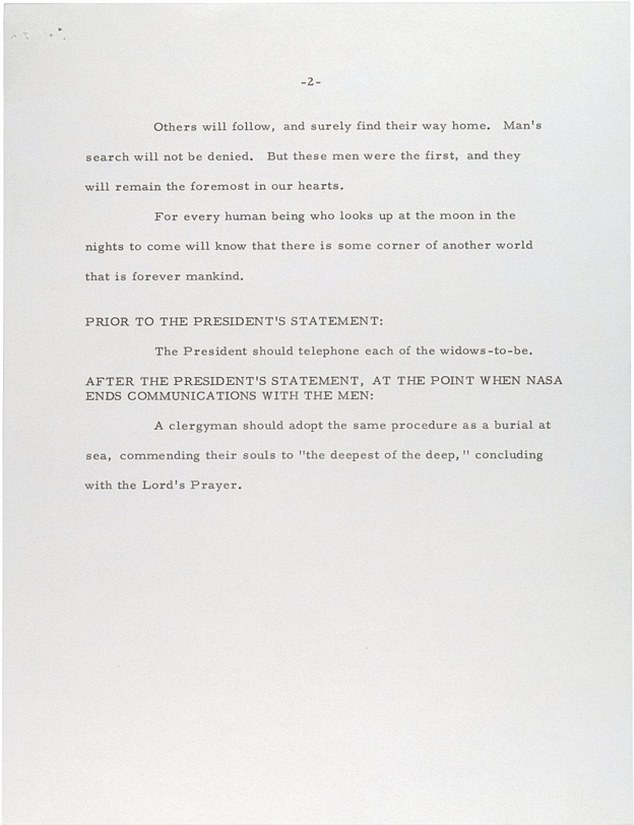 -2-
Others will follow, and surely find their way home. Man's
search will not be denied. But these men were the first, and they
will remain the foremost in our hearts.
For every human being who looks up at the moon in the
nights to come will know that there is some corner of another world
that is forever mankind.
PRIOR TO THE PRESIDENT'S STATEMENT:
The President should telephone each of the widows-to-be.
AFTER THE PRESIDENT'S STATEMENT, AT THE POINT WHEN NASA
ENDS COMMUNICATIONS WITH THE MEN:
A clergyman should adopt the same procedure as a burial at
sea, commending their souls to "the deepest of the deep," concluding
with the Lord's Prayer.